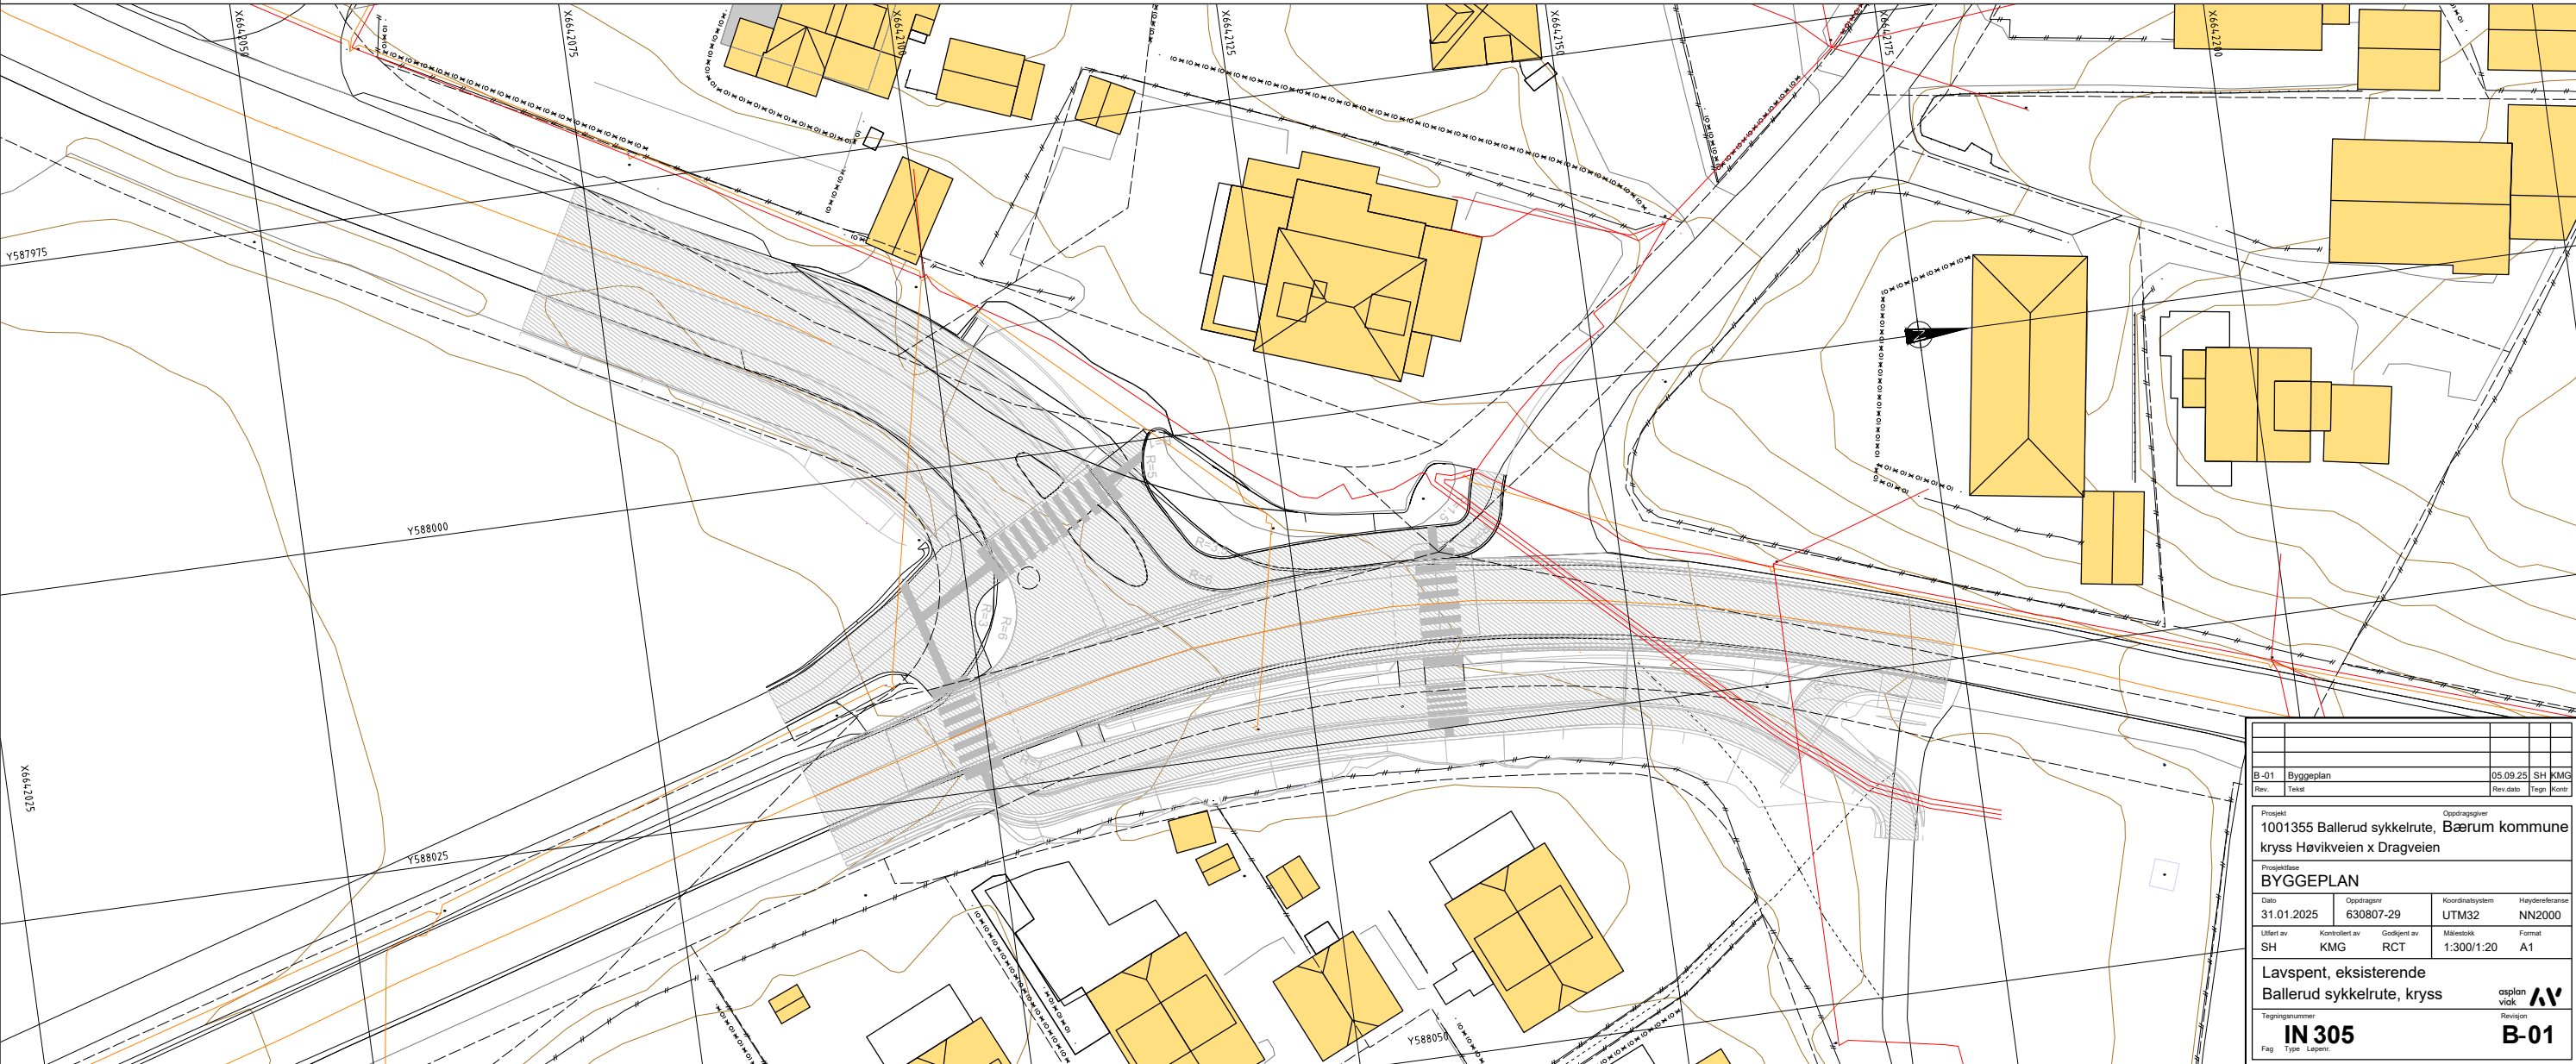 X6642050
X6642075
X6642100
X6642125
X6642150
X6642175
X6642200
Y587975
Y588000
R=5
R=3
R=6
R=3
R=6
X6642025
Y588025
Y588050
B-01 Byggeplan 05.09.25 SH KMG
Rev. Tekst Rev.dato Tegn Kontr
Prosjekt Oppdragsgiver
1001355 Ballerud sykkelrute, Bærum kommune
kryss Høvikveien x Dragveien
Prosjektfase
BYGGEPLAN
Dato Oppdragsnr Koordinatsystem Høydereferanse
31.01.2025 630807-29 UTM32 NN2000
Utført av Kontrollert av Godkjent av Målestokk Format
SH KMG RCT 1:300/1:20 A1
Lavspent, eksisterende
Ballerud sykkelrute, kryss
asplan
viak
Tegningsnummer Revisjon
IN 305 B-01
Fag Type Løpenr.